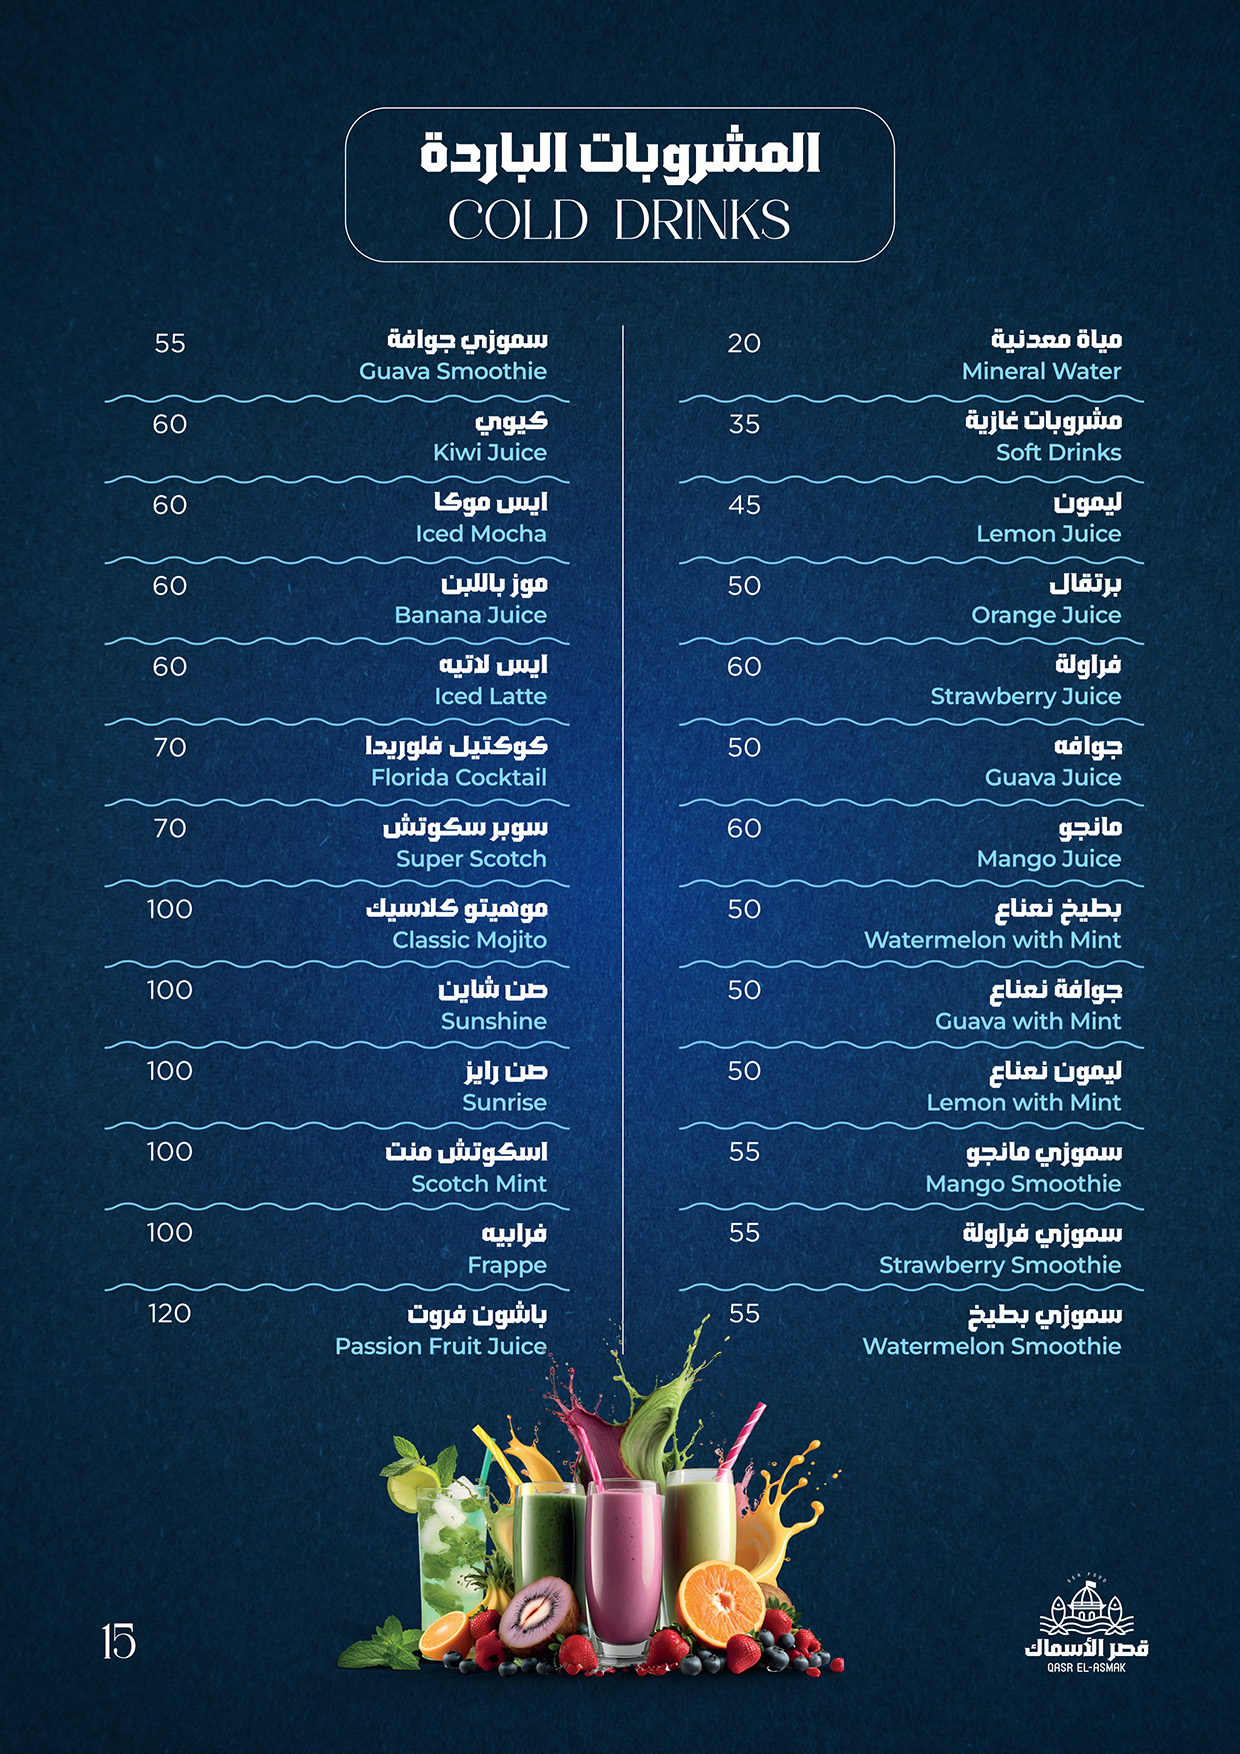 المشروبات الباردة
COLD DRINKS
مياة معدنية
20
Mineral Water
مشروبات غازية
35
Soft Drinks
ليمون
45
Lemon Juice
برتقال
50
Orange Juice
فراولة
60
Strawberry Juice
جوافه
50
Guava Juice
مانجو
60
Mango Juice
بطيخ نعناع
50
Watermelon with Mint
جوافة نعناع
50
Guava with Mint
ليمون نعناع
50
Lemon with Mint
سموزي مانجو
55
Mango Smoothie
سموزي فراولة
55
Strawberry Smoothie
سموزي بطيخ
55
Watermelon Smoothie
سموزي جوافة
55
Guava Smoothie
كيوي
60
Kiwi Juice
ايس موكا
60
Iced Mocha
موز باللبن
60
Banana Juice
ايس لاتيه
60
Iced Latte
كوكتيل فلوريدا
70
Florida Cocktail
سوبر سكوتش
70
Super Scotch
موهيتو كلاسيك
100
Classic Mojito
صن شاين
100
Sunshine
صن رايز
100
Sunrise
اسكوتش منت
100
Scotch Mint
فرابيه
100
Frappe
باشون فروت
120
Passion Fruit Juice
15
SEA FOOD
قصر الأسماك
QASR EL-ASMAK